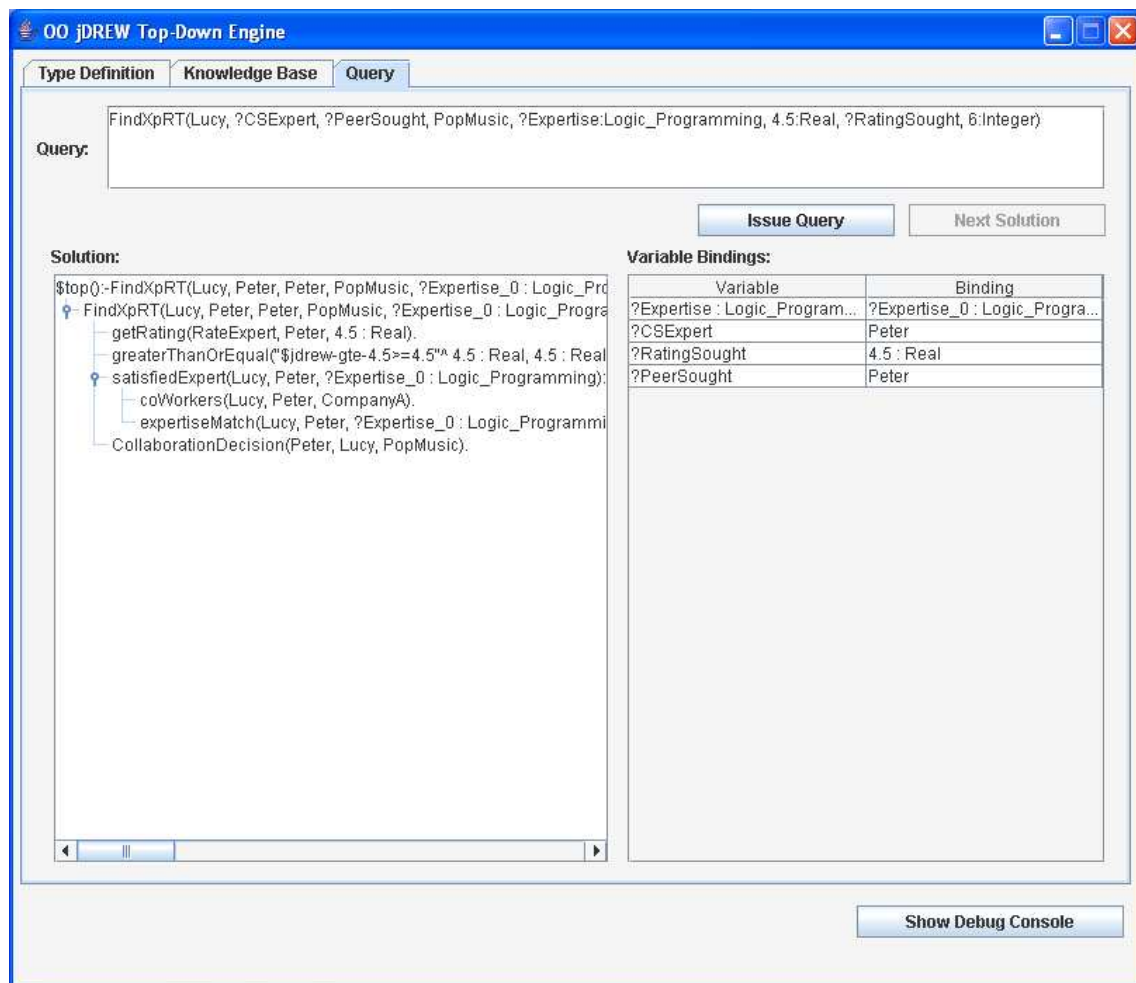 OO jDREW Top-Down Engine
Type Definition Knowledge Base Query
Query:
FindXpRT(Lucy, ?CSExpert, ?PeerSought, PopMusic, ?Expertise:Logic_Programming, 4.5:Real, ?RatingSought, 6:Integer)
Issue Query Next Solution
Solution:
$top():-FindXpRT(Lucy, Peter, Peter, PopMusic, ?Expertise_0 : Logic_Pro
FindXpRT(Lucy, Peter, Peter, PopMusic, ?Expertise_0 : Logic_Progra
getRating(RateExpert, Peter, 4.5 : Real).
greaterThanOrEqual("$jdrew-gte-4.5>=4.5"^ 4.5 : Real, 4.5 : Real
satisfiedExpert(Lucy, Peter, ?Expertise_0 : Logic_Programming):
coWorkers(Lucy, Peter, CompanyA).
expertiseMatch(Lucy, Peter, ?Expertise_0 : Logic_Programmi
CollaborationDecision(Peter, Lucy, PopMusic).
Variable Bindings:
Variable Binding
?Expertise : Logic_Program... ?Expertise_0 : Logic_Progra...
?CSExpert Peter
?RatingSought 4.5 : Real
?PeerSought Peter
Show Debug Console